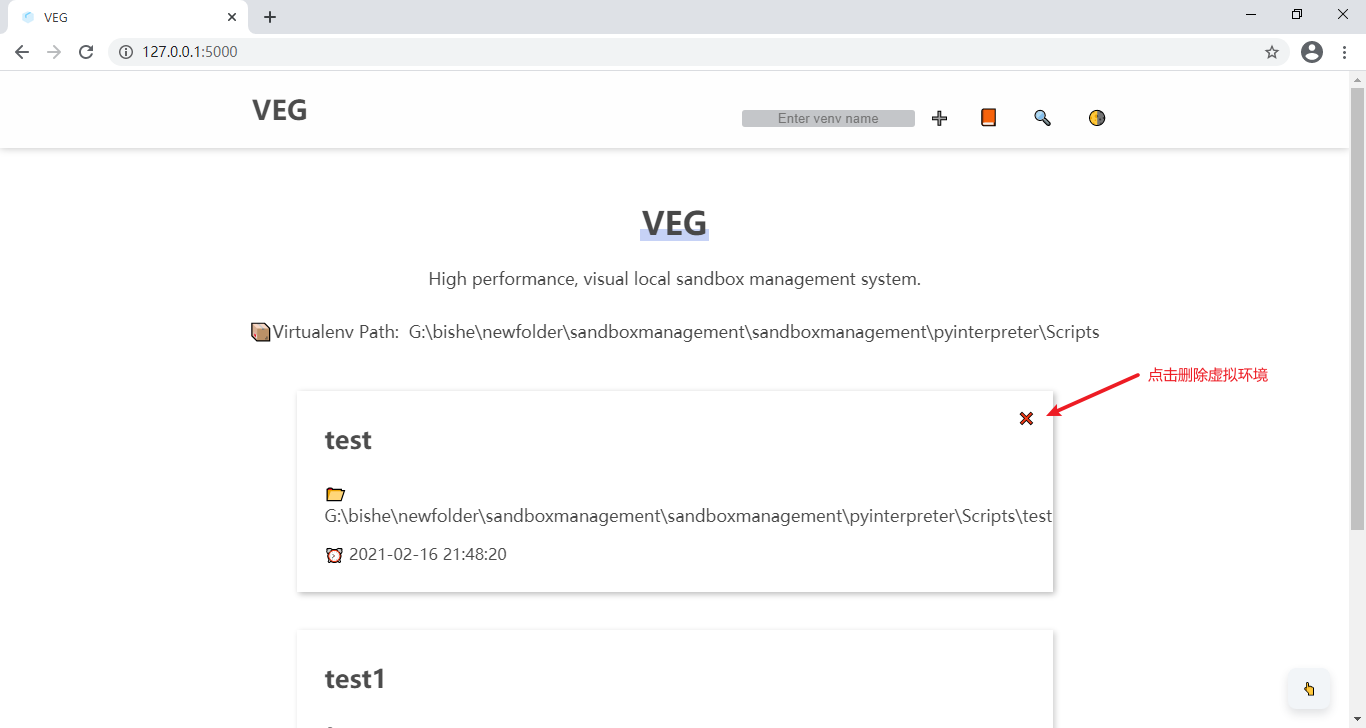 VEG
127.0.0.1:5000
VEG
Enter venv name
VEG
High performance, visual local sandbox management system.
Virtualenv Path: G:\bishe\newfolder\sandboxmanagement\sandboxmanagement\pyinterpreter\Scripts
点击删除虚拟环境
test
G:\bishe\newfolder\sandboxmanagement\sandboxmanagement\pyinterpreter\Scripts\test
2021-02-16 21:48:20
test1